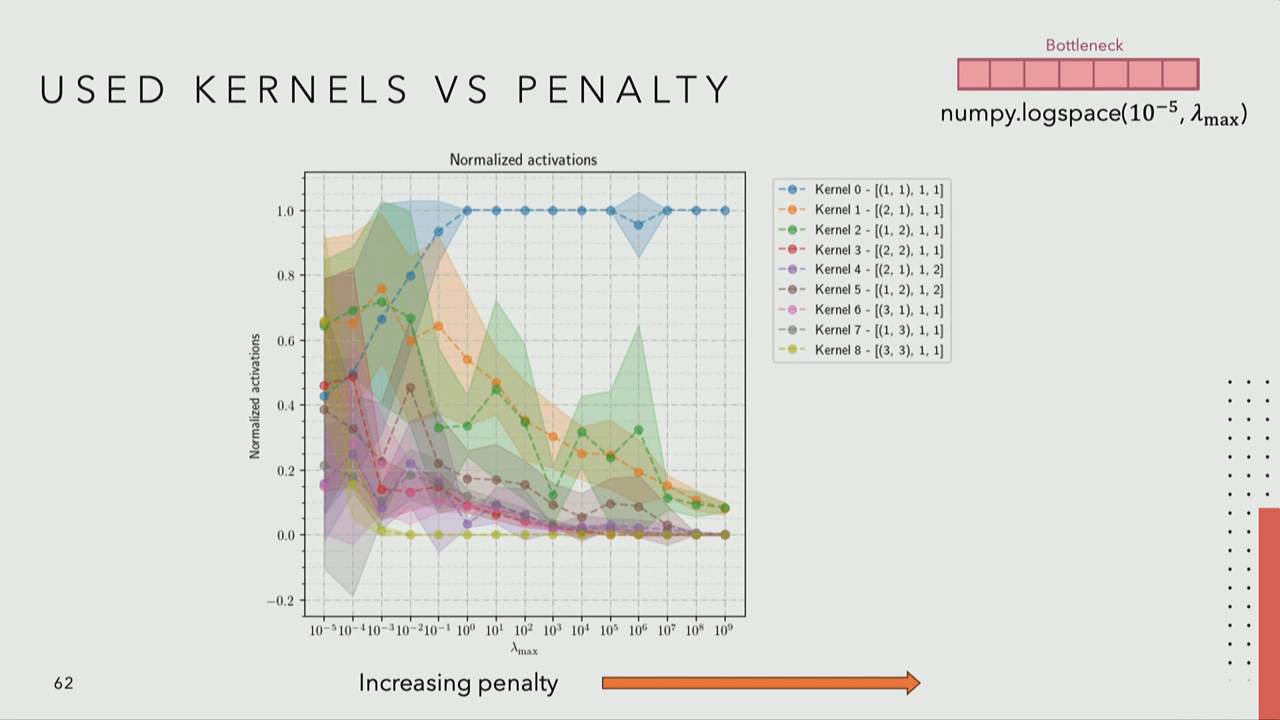 Bottleneck
USED KERNELS VS PENALTY
numpy.logspace(10⁻⁵, λmax)
Normalized activations
Kernel 0 - [(1, 1), 1, 1]
Kernel 1 - [(2, 1), 1, 1]
Kernel 2 - [(1, 2), 1, 1]
Kernel 3 - [(2, 2), 1, 1]
Kernel 4 - [(2, 1), 1, 2]
Kernel 5 - [(1, 2), 1, 2]
Kernel 6 - [(3, 1), 1, 1]
Kernel 7 - [(1, 3), 1, 1]
Kernel 8 - [(3, 3), 1, 1]
Normalized activations
1.0
0.8
0.6
0.4
0.2
0.0
−0.2
10⁻⁵ 10⁻⁴ 10⁻³ 10⁻² 10⁻¹ 10⁰ 10¹ 10² 10³ 10⁴ 10⁵ 10⁶ 10⁷ 10⁸ 10⁹
λmax
62
Increasing penalty